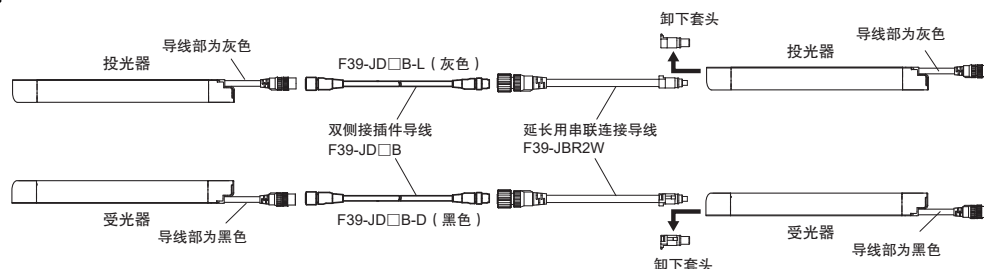 卸下套头
导线部为灰色
投光器
F39-JD□B-L（灰色）
投光器
导线部为灰色
双侧接插件导线
F39-JD□B
延长用串联连接导线
F39-JBR2W
受光器
导线部为黑色
F39-JD□B-D（黑色）
受光器
导线部为黑色
卸下套头